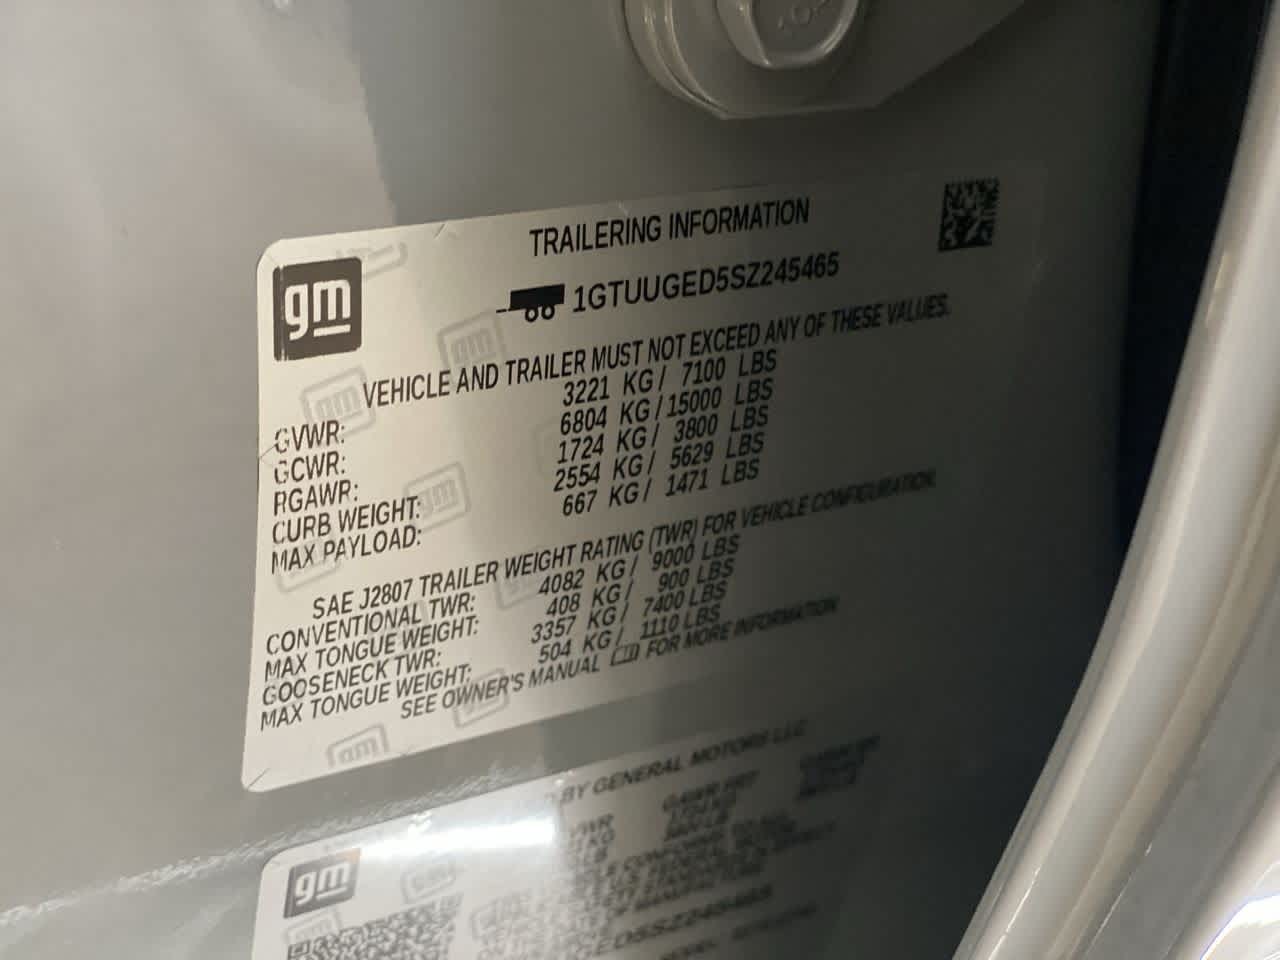 gm
TRAILERING INFORMATION
1GTUUGED5SZ245465
VEHICLE AND TRAILER MUST NOT EXCEED ANY OF THESE VALUES.
GVWR: 3221 KG/ 7100 LBS
GCWR: 6804 KG/15000 LBS
RGAWR: 1724 KG/ 3800 LBS
CURB WEIGHT: 2554 KG/ 5629 LBS
MAX PAYLOAD: 667 KG/ 1471 LBS
SAE J2807 TRAILER WEIGHT RATING (TWR) FOR VEHICLE CONFIGURATION.
CONVENTIONAL TWR: 4082 KG/ 9000 LBS
MAX TONGUE WEIGHT: 408 KG/ 900 LBS
GOOSENECK TWR: 3357 KG/ 7400 LBS
MAX TONGUE WEIGHT: 504 KG/ 1110 LBS
SEE OWNER'S MANUAL FOR MORE INFORMATION
BY GENERAL MOTORS LLC
gm